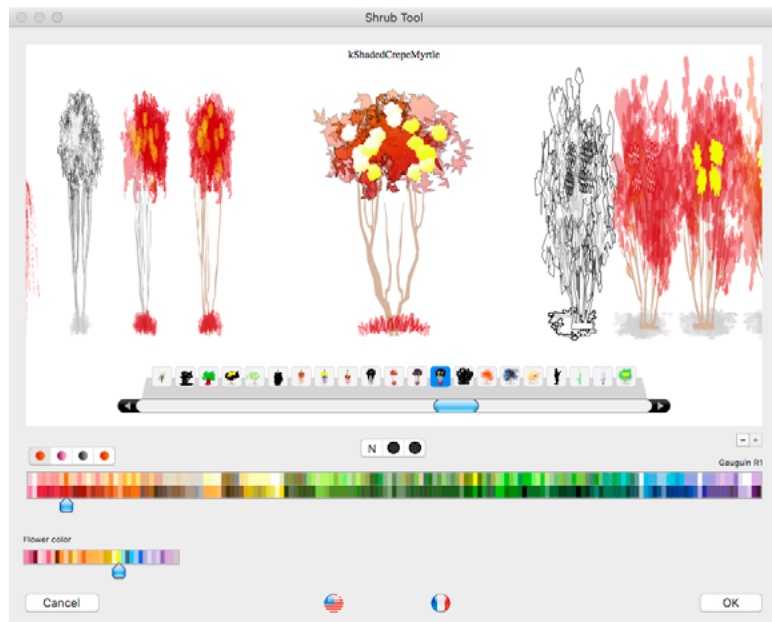 Shrub Tool
kShadedCrepeMyrtle
N
- +
Gauguin R1
Flower color
Cancel
OK